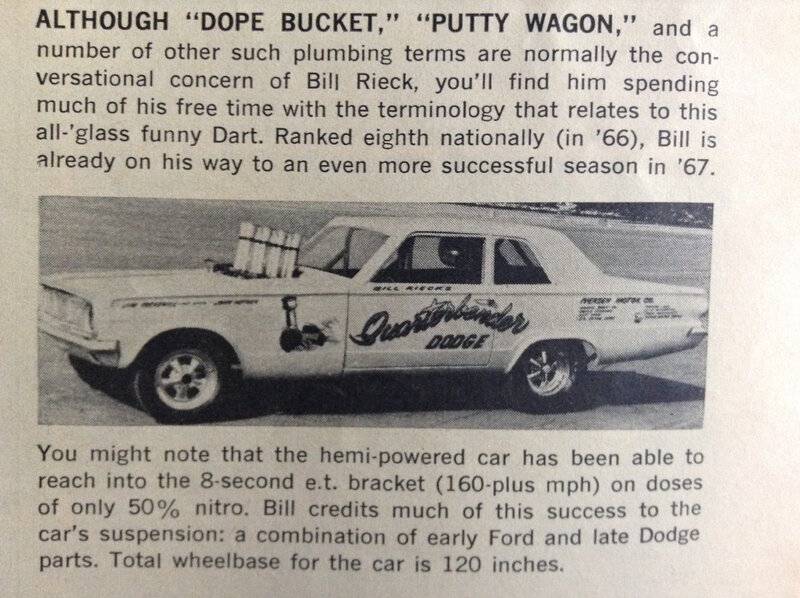 ALTHOUGH “DOPE BUCKET,” “PUTTY WAGON,” and a
number of other such plumbing terms are normally the con-
versational concern of Bill Rieck, you’ll find him spending
much of his free time with the terminology that relates to this
all-’glass funny Dart. Ranked eighth nationally (in ’66), Bill is
already on his way to an even more successful season in ’67.
BILL RIECK'S
Quarterbender
DODGE
IVERSEN MOTOR CO.
You might note that the hemi-powered car has been able to
reach into the 8-second e.t. bracket (160-plus mph) on doses
of only 50% nitro. Bill credits much of this success to the
car’s suspension: a combination of early Ford and late Dodge
parts. Total wheelbase for the car is 120 inches.